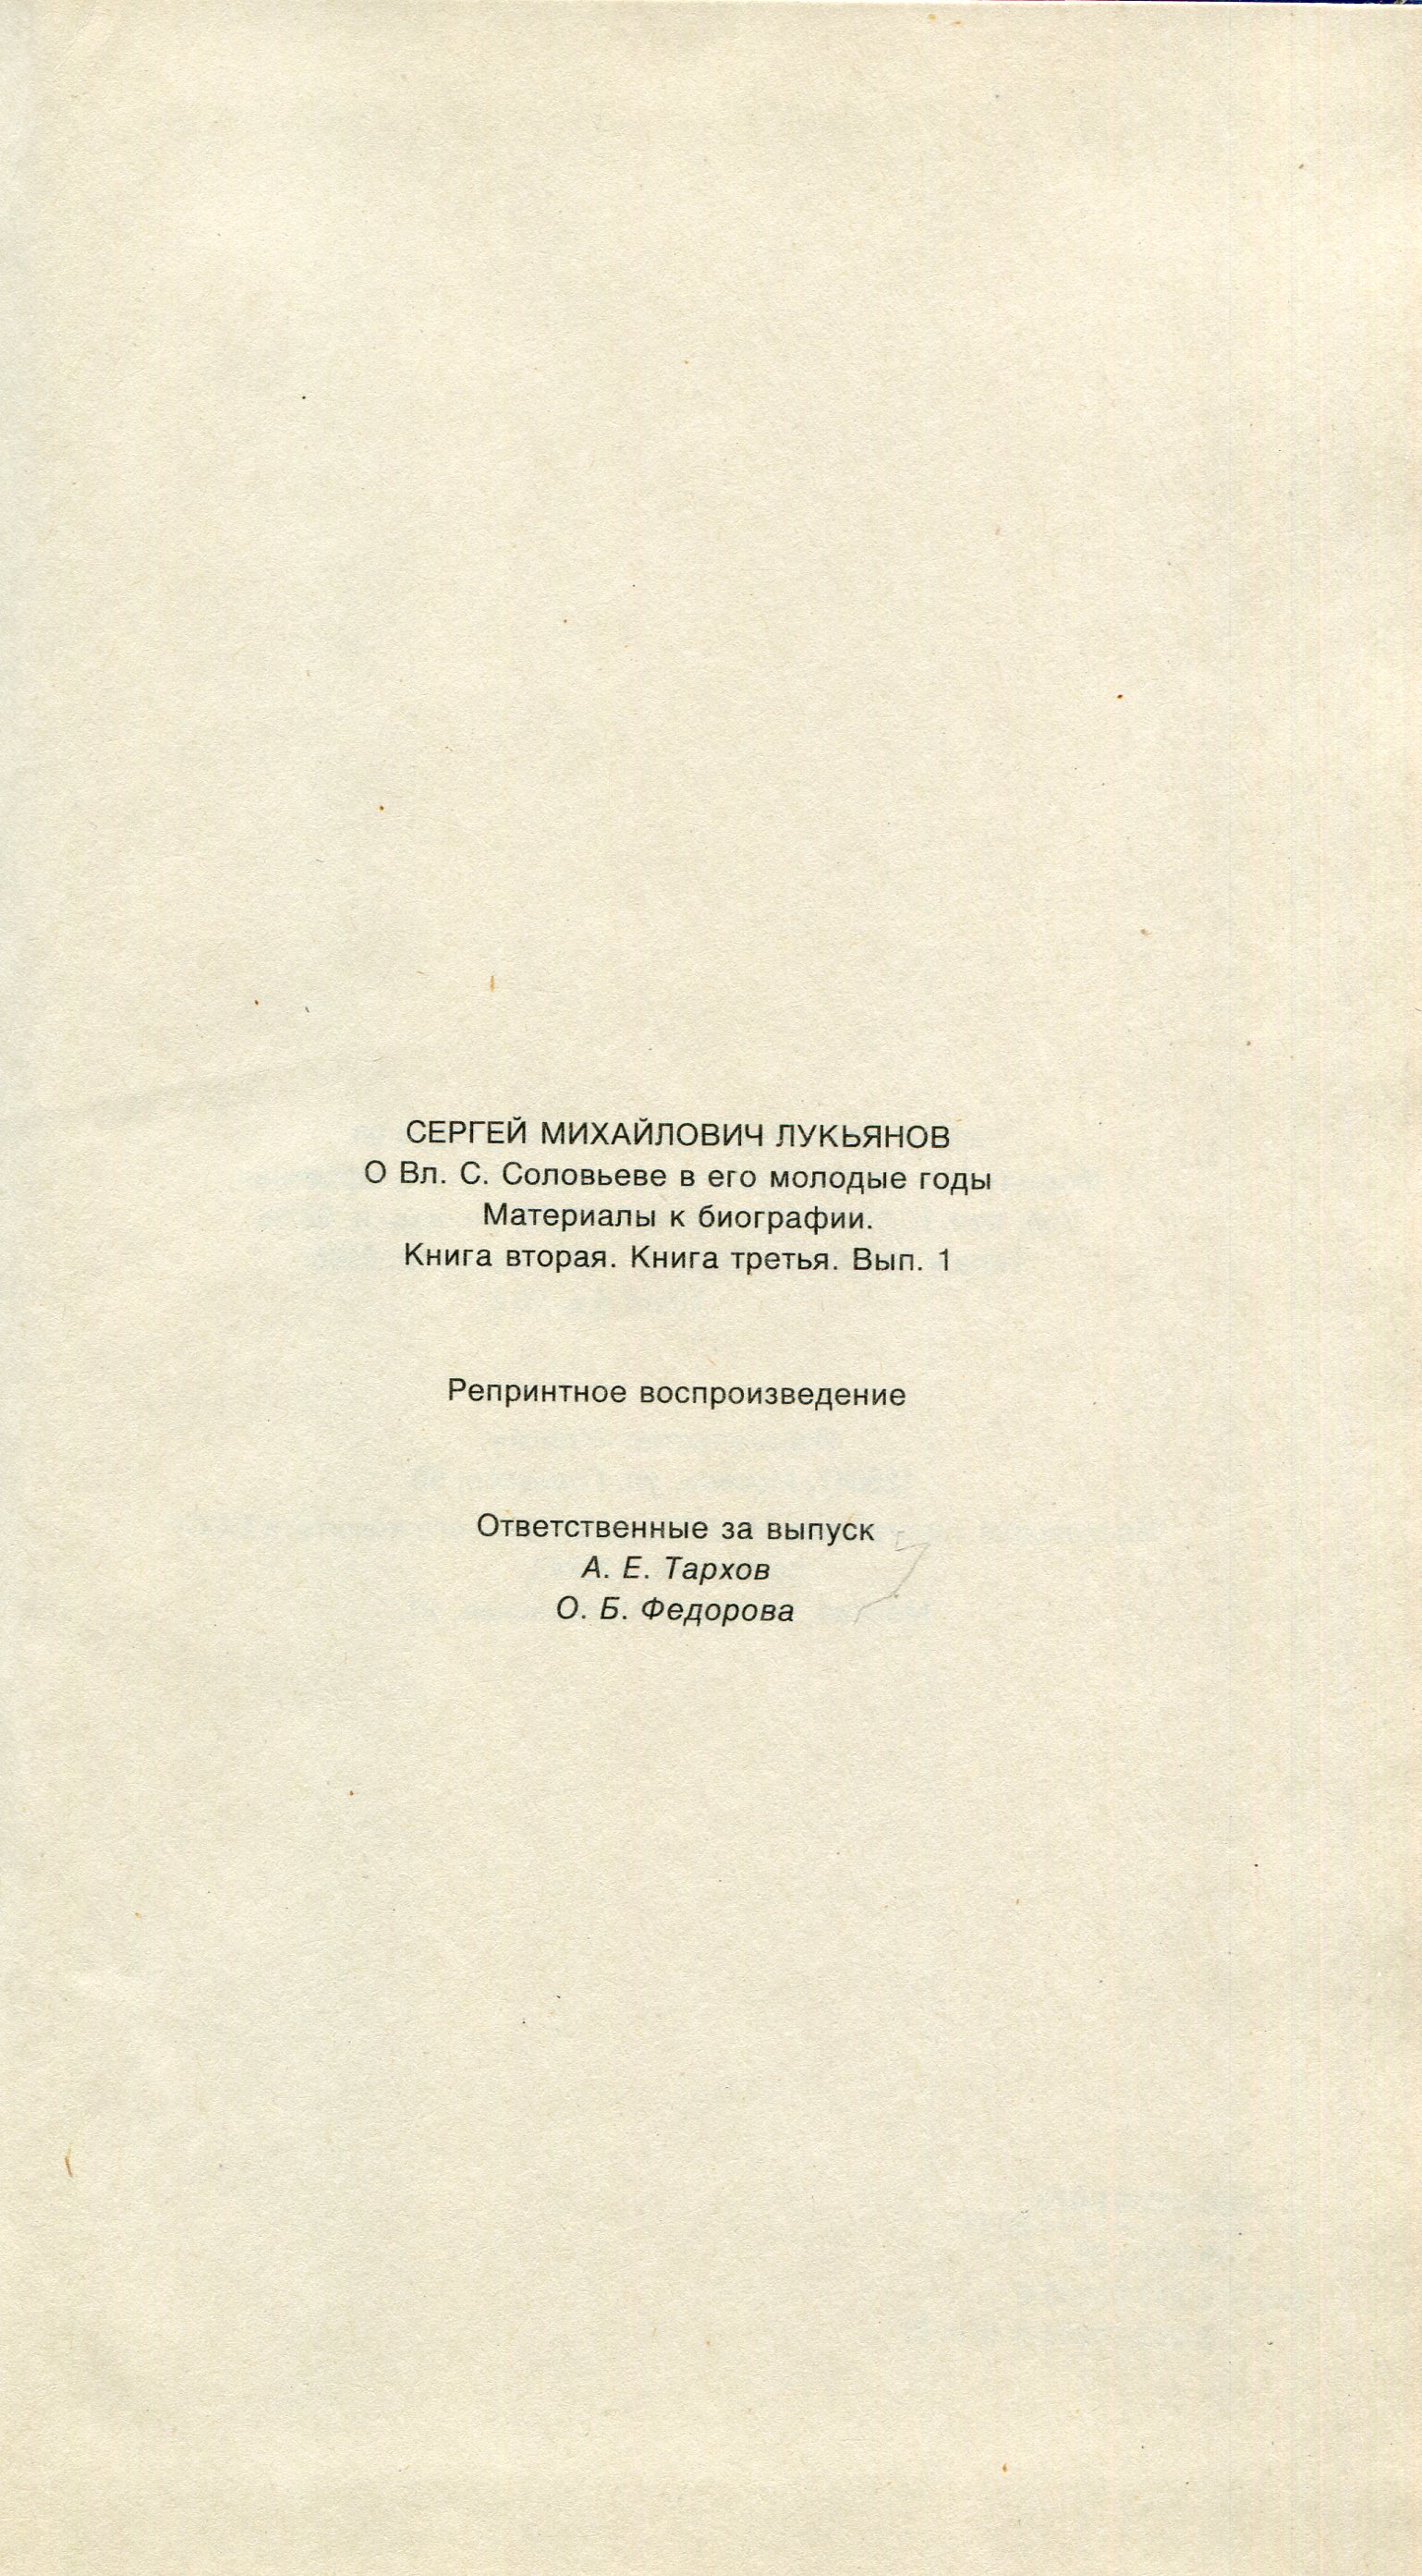 СЕРГЕЙ МИХАЙЛОВИЧ ЛУКЬЯНОВ
О Вл. С. Соловьеве в его молодые годы
Материалы к биографии.
Книга вторая. Книга третья. Вып. 1
Репринтное воспроизведение
Ответственные за выпуск
А. Е. Тархов
О. Б. Федорова